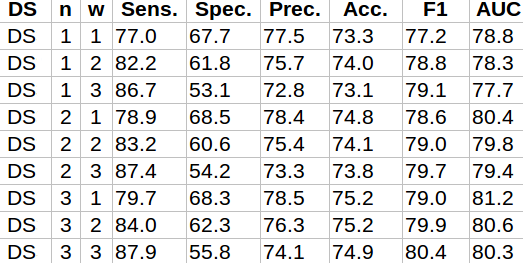 DS n w Sens. Spec. Prec. Acc. F1 AUC
DS 1 1 77.0 67.7 77.5 73.3 77.2 78.8
DS 1 2 82.2 61.8 75.7 74.0 78.8 78.3
DS 1 3 86.7 53.1 72.8 73.1 79.1 77.7
DS 2 1 78.9 68.5 78.4 74.8 78.6 80.4
DS 2 2 83.2 60.6 75.4 74.1 79.0 79.8
DS 2 3 87.4 54.2 73.3 73.8 79.7 79.4
DS 3 1 79.7 68.3 78.5 75.2 79.0 81.2
DS 3 2 84.0 62.3 76.3 75.2 79.9 80.6
DS 3 3 87.9 55.8 74.1 74.9 80.4 80.3